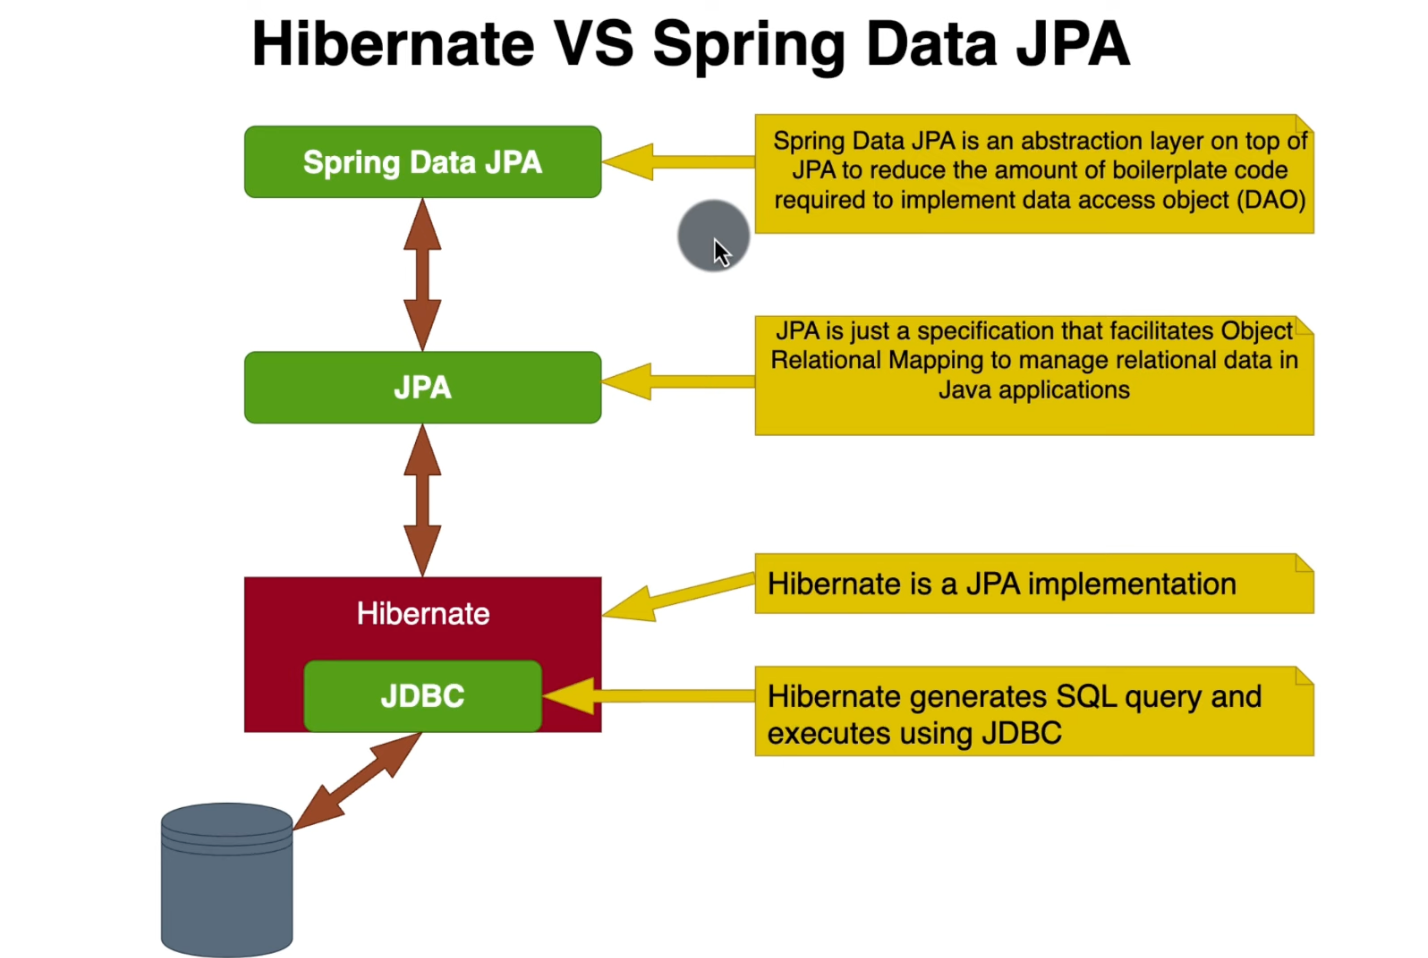 Hibernate VS Spring Data JPA
Spring Data JPA
Spring Data JPA is an abstraction layer on top of
JPA to reduce the amount of boilerplate code
required to implement data access object (DAO)
JPA
JPA is just a specification that facilitates Object
Relational Mapping to manage relational data in
Java applications
Hibernate
Hibernate is a JPA implementation
JDBC
Hibernate generates SQL query and
executes using JDBC